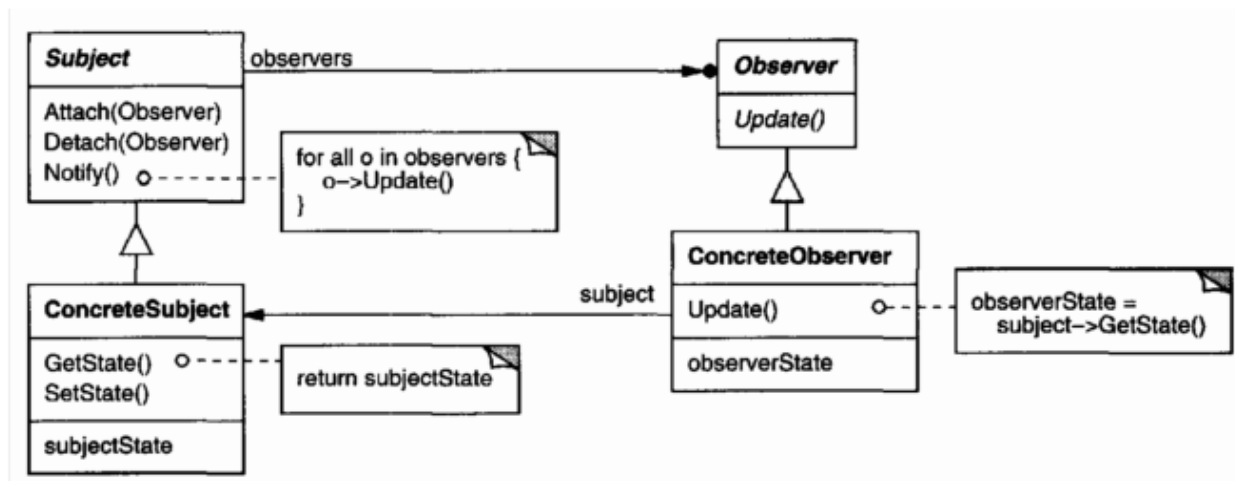 Subject
observers
Observer
Attach(Observer)
Detach(Observer)
Notify()
Update()
for all o in observers {
o->Update()
}
ConcreteObserver
Update()
observerState
observerState =
subject->GetState()
subject
ConcreteSubject
GetState()
SetState()
subjectState
return subjectState